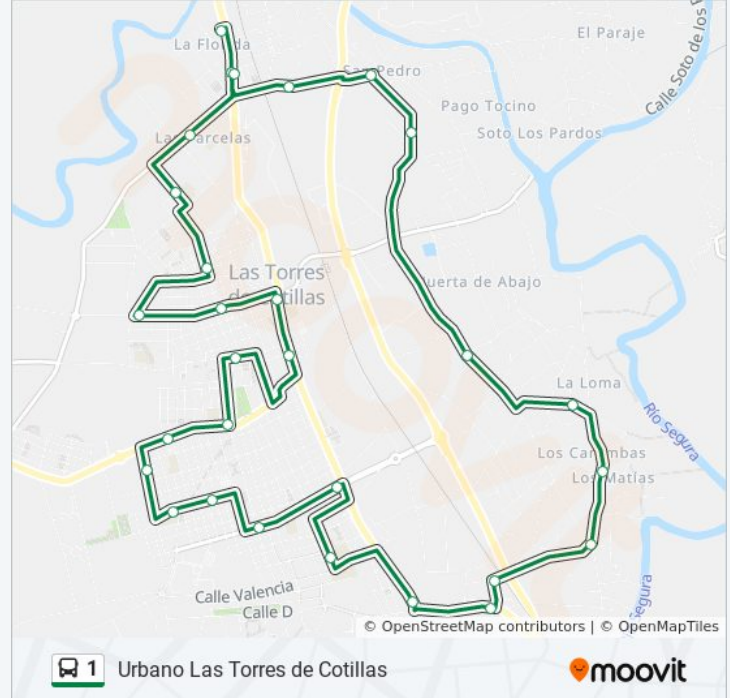 El Paraje
Calle Soto de los
La Florida
San Pedro
Pago Tocino
Soto Los Pardos
Las Parcelas
Las Torres
de Cotillas
Huerta de Abajo
La Loma
Río Segura
Los Carambas
Los Matías
Segura
Calle Valencia
Calle D
© OpenStreetMap contributors | © OpenMapTiles
1 Urbano Las Torres de Cotillas
moovit